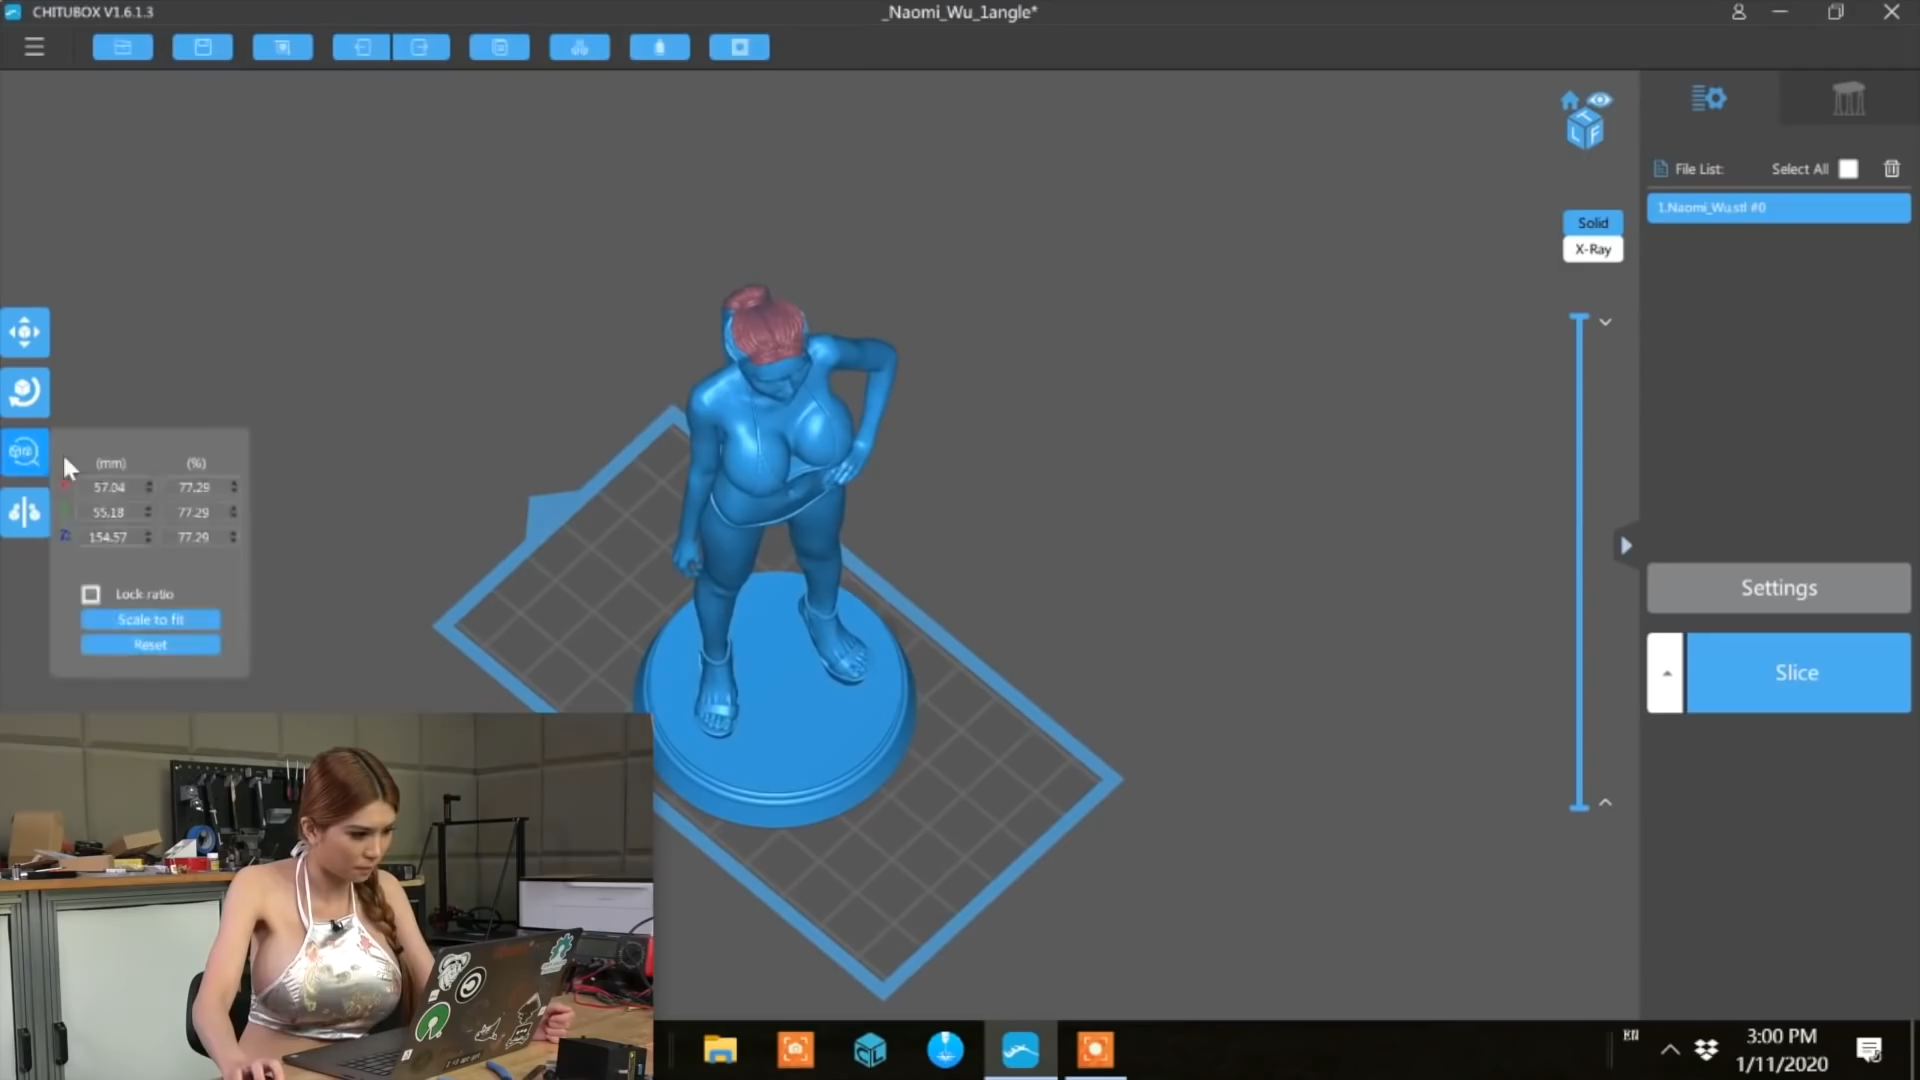 CHITUBOX V1.6.1.3
_Naomi_Wu_1angle*
File List:
Select All
1.Naomi_Wu.stl #0
Solid
X-Ray
T
L F
(mm) (%)
57.04 77.29
55.18 77.29
154.57 77.29
Lock ratio
Scale to fit
Reset
Settings
Slice
CL
EN
3:00 PM
1/11/2020